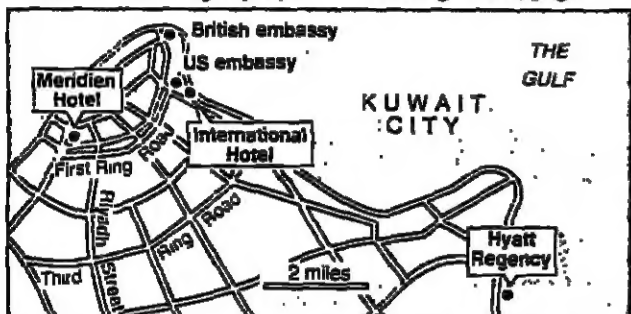 British embassy
THE
GULF
US embassy
Meridien
Hotel
KUWAIT
CITY
International
Hotel
First Ring Road
Riyadh Street
Third Ring Road
Hyatt
Regency
2 miles